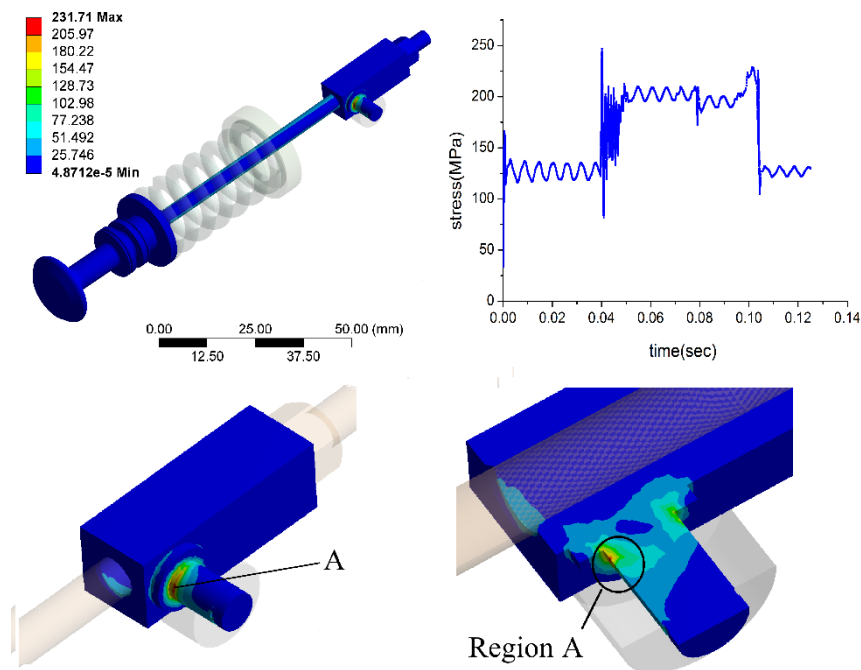 231.71 Max
205.97
180.22
154.47
128.73
102.98
77.238
51.492
25.746
4.8712e-5 Min
0.00 25.00 50.00 (mm)
12.50 37.50
stress(MPa)
250
200
150
100
50
0
0.00 0.02 0.04 0.06 0.08 0.10 0.12 0.14
time(sec)
A
Region A